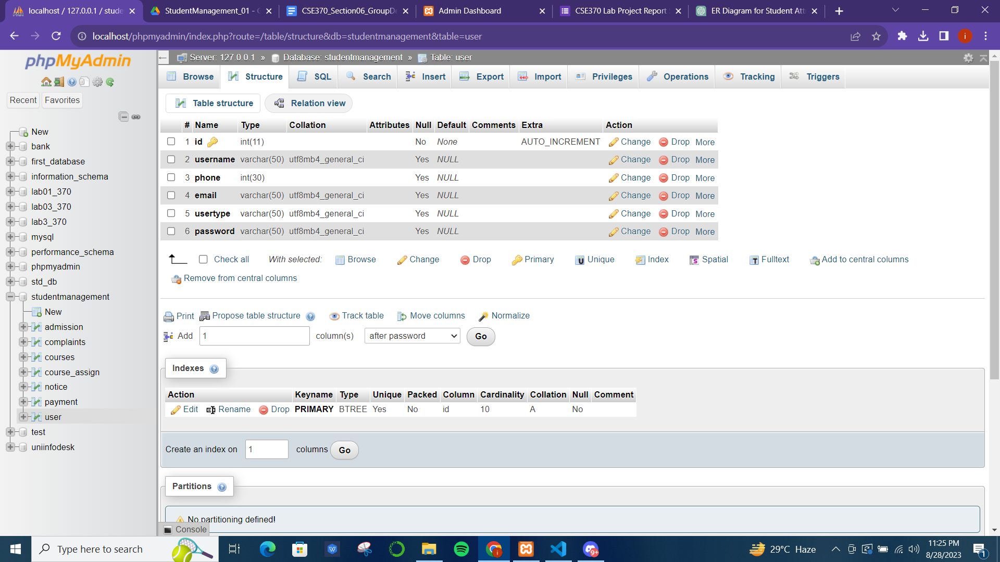 localhost / 127.0.0.1 / stude
StudentManagement_01 - G
CSE370_Section06_GroupDe
Admin Dashboard
CSE370 Lab Project Report
ER Diagram for Student Att
localhost/phpmyadmin/index.php?route=/table/structure&db=studentmanagement&table=user
i
phpMyAdmin
Recent Favorites
New
bank
first_database
information_schema
lab01_370
lab03_370
lab3_370
mysql
performance_schema
phpmyadmin
std_db
studentmanagement
New
admission
complaints
courses
course_assign
notice
payment
user
test
uniinfodesk
Server: 127.0.0.1 » Database: studentmanagement » Table: user
Browse Structure SQL Search Insert Export Import Privileges Operations Tracking Triggers
Table structure Relation view
# Name Type Collation Attributes Null Default Comments Extra Action
1 id int(11) No None AUTO_INCREMENT Change Drop More
2 username varchar(50) utf8mb4_general_ci Yes NULL Change Drop More
3 phone int(30) Yes NULL Change Drop More
4 email varchar(50) utf8mb4_general_ci Yes NULL Change Drop More
5 usertype varchar(50) utf8mb4_general_ci Yes NULL Change Drop More
6 password varchar(50) utf8mb4_general_ci Yes NULL Change Drop More
Check all With selected: Browse Change Drop Primary Unique Index Spatial Fulltext Add to central columns
Remove from central columns
Print Propose table structure Track table Move columns Normalize
Add 1 column(s) after password Go
Indexes
Action Keyname Type Unique Packed Column Cardinality Collation Null Comment
Edit Rename Drop PRIMARY BTREE Yes No id 10 A No
Create an index on 1 columns Go
Partitions
No partitioning defined!
Console
Type here to search
9+
29°C Haze
11:25 PM
8/28/2023
1